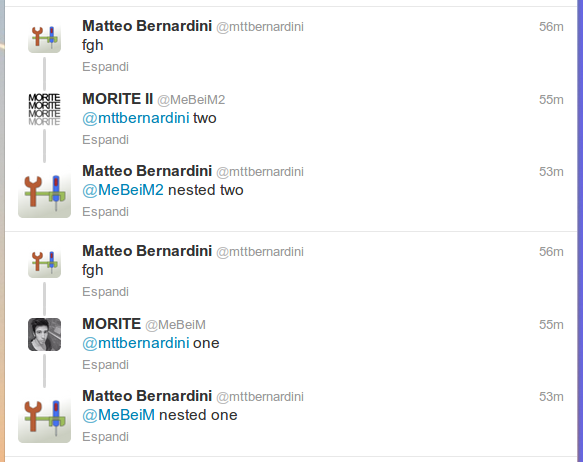 Matteo Bernardini @mttbernardini 56m
fgh
Espandi
MORITE
MORITE
MORITE
MORITE
MORITE II @MeBeiM2 55m
@mttbernardini two
Espandi
Matteo Bernardini @mttbernardini 53m
@MeBeiM2 nested two
Espandi
Matteo Bernardini @mttbernardini 56m
fgh
Espandi
MORITE @MeBeiM 55m
@mttbernardini one
Espandi
Matteo Bernardini @mttbernardini 53m
@MeBeiM nested one
Espandi